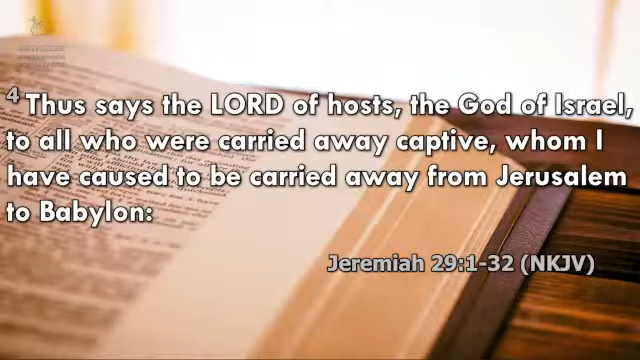 4 Thus says the LORD of hosts, the God of Israel,
to all who were carried away captive, whom I
have caused to be carried away from Jerusalem
to Babylon:
Jeremiah 29:1-32 (NKJV)